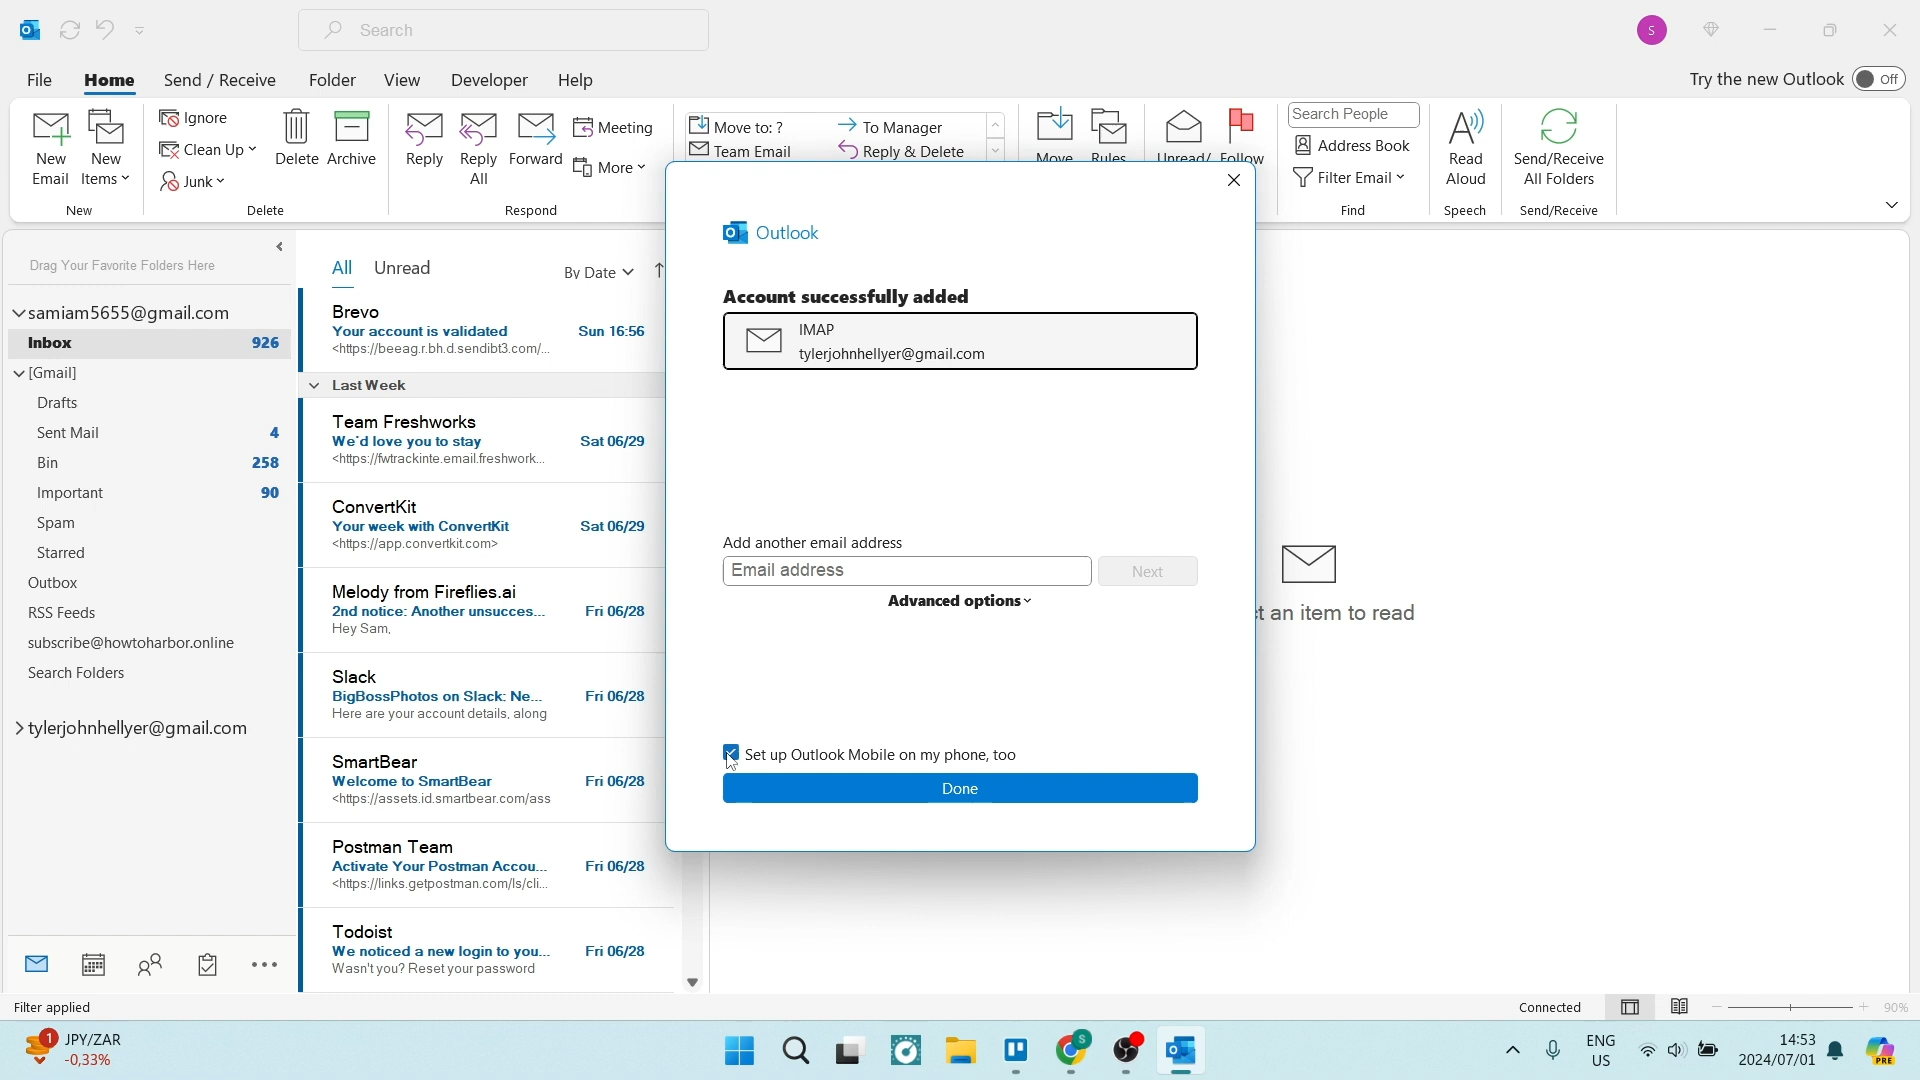 Search
S
File
Home
Send / Receive
Folder
View
Developer
Help
Try the new Outlook
Off
New
Email
New
Items
New
Ignore
Clean Up
Junk
Delete
Archive
Delete
Reply
Reply
All
Forward
Meeting
More
Respond
Move to: ?
Team Email
To Manager
Reply & Delete
Move
Rules
Unread/
Follow
Search People
Address Book
Filter Email
Find
Read
Aloud
Speech
Send/Receive
All Folders
Send/Receive
Drag Your Favorite Folders Here
samiam5655@gmail.com
Inbox 926
[Gmail]
Drafts
Sent Mail 4
Bin 258
Important 90
Spam
Starred
Outbox
RSS Feeds
subscribe@howtoharbor.online
Search Folders
tylerjohnhellyer@gmail.com
All
Unread
By Date
Brevo
Your account is validated Sun 16:56
<https://beeag.r.bh.d.sendibt3.com/...
Last Week
Team Freshworks
We'd love you to stay Sat 06/29
<https://fwtrackinte.email.freshwork...
ConvertKit
Your week with ConvertKit Sat 06/29
<https://app.convertkit.com>
Melody from Fireflies.ai
2nd notice: Another unsucces... Fri 06/28
Hey Sam,
Slack
BigBossPhotos on Slack: Ne... Fri 06/28
Here are your account details, along
SmartBear
Welcome to SmartBear Fri 06/28
<https://assets.id.smartbear.com/ass
Postman Team
Activate Your Postman Accou... Fri 06/28
<https://links.getpostman.com/ls/cli...
Todoist
We noticed a new login to you... Fri 06/28
Wasn't you? Reset your password
Outlook
Account successfully added
IMAP
tylerjohnhellyer@gmail.com
Add another email address
Email address
Next
Advanced options
Set up Outlook Mobile on my phone, too
Done
t an item to read
Filter applied
Connected
90%
1
JPY/ZAR
-0,33%
S
ENG
US
14:53
2024/07/01
PRE